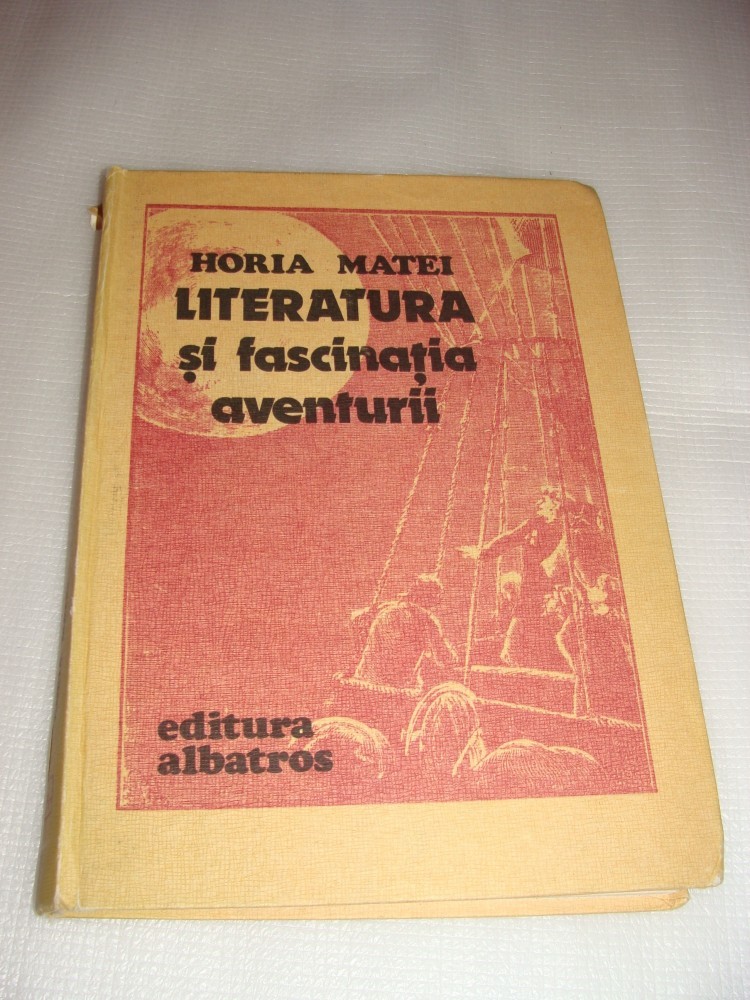 HORIA MATEI
LITERATURA
și fascinația
aventurii
editura
albatros